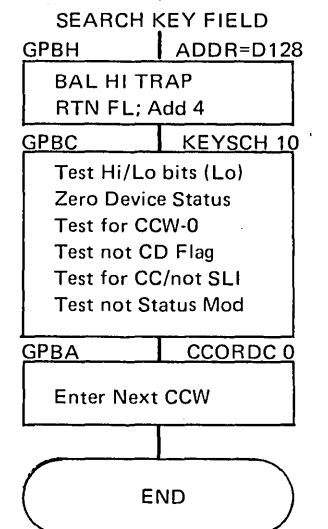 SEARCH KEY FIELD
GPBH ADDR=D128
BAL HI TRAP
RTN FL; Add 4
GPBC KEYSCH 10
Test Hi/Lo bits (Lo)
Zero Device Status
Test for CCW-0
Test not CD Flag
Test for CC/not SLI
Test not Status Mod
GPBA CCORDC 0
Enter Next CCW
END